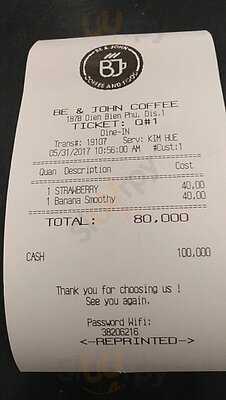 BE & JOHN
BJ
COFFEE AND FOOD
BE & JOHN COFFEE
187B Dien Bien Phu, Dis.1
TICKET: Q#1
Dine-IN
Trans#: 19107 Serv: KIM HUE
05/31/2017 10:56:00 AM #Cust:1
Quan Description Cost
1 STRAWBERRY 40,00
1 Banana Smoothy 40,00
TOTAL: 80,000
CASH 100,000
Thank you for choosing us !
See you again.
Password Wifi:
38206216
<-REPRINTED->